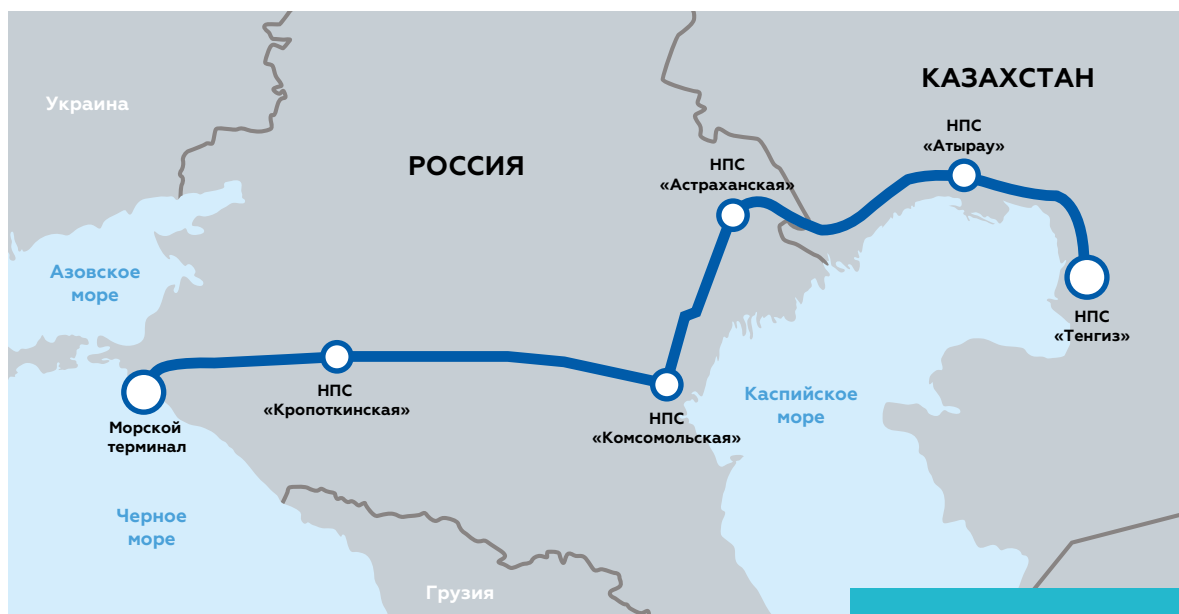 КАЗАХСТАН
Украина
НПС
«Атырау»
РОССИЯ
НПС
«Астраханская»
Азовское
море
НПС
«Тенгиз»
НПС
«Кропоткинская»
Каспийское
море
Морской
терминал
НПС
«Комсомольская»
Черное
море
Грузия